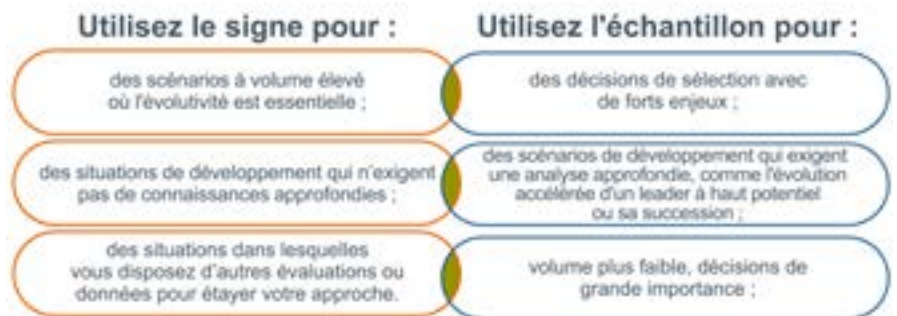 Utilisez le signe pour :
des scénarios à volume élevé
où l'évolutivité est essentielle ;
des situations de développement qui n'exigent
pas de connaissances approfondies ;
des situations dans lesquelles
vous disposez d'autres évaluations ou
données pour étayer votre approche.
Utilisez l'échantillon pour :
des décisions de sélection avec
de forts enjeux ;
des scénarios de développement qui exigent
une analyse approfondie, comme l'évolution
accélérée d'un leader à haut potentiel
ou sa succession ;
volume plus faible, décisions de
grande importance ;